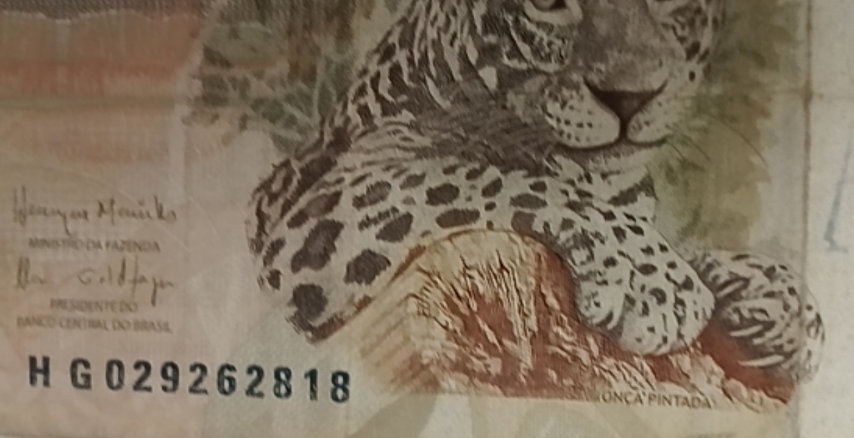 Henrique Meirelles
MINISTRO DA FAZENDA
Ilan Goldfajn
PRESIDENTE DO
BANCO CENTRAL DO BRASIL
HG029262818
ONÇA PINTADA